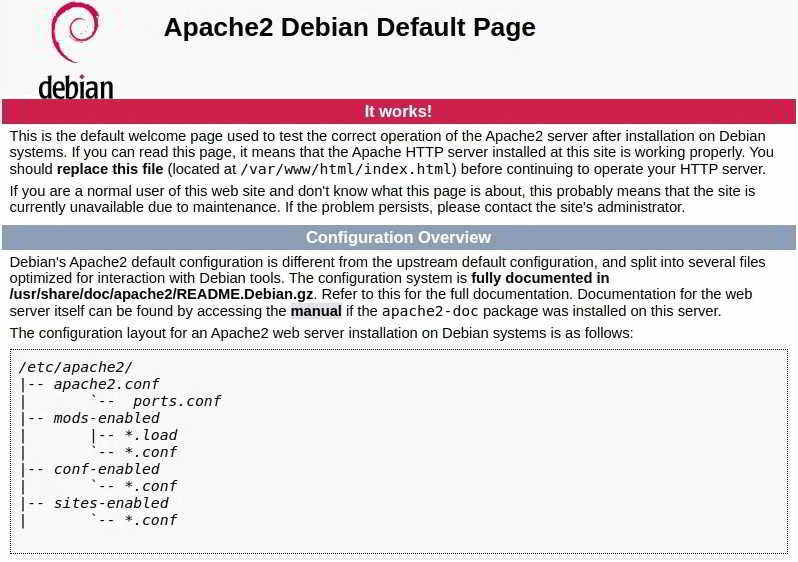 Apache2 Debian Default Page
debian
It works!
This is the default welcome page used to test the correct operation of the Apache2 server after installation on Debian
systems. If you can read this page, it means that the Apache HTTP server installed at this site is working properly. You
should replace this file (located at /var/www/html/index.html) before continuing to operate your HTTP server.
If you are a normal user of this web site and don't know what this page is about, this probably means that the site is
currently unavailable due to maintenance. If the problem persists, please contact the site's administrator.
Configuration Overview
Debian's Apache2 default configuration is different from the upstream default configuration, and split into several files
optimized for interaction with Debian tools. The configuration system is fully documented in
/usr/share/doc/apache2/README.Debian.gz. Refer to this for the full documentation. Documentation for the web
server itself can be found by accessing the manual if the apache2-doc package was installed on this server.
The configuration layout for an Apache2 web server installation on Debian systems is as follows:
/etc/apache2/
|-- apache2.conf
|       `--  ports.conf
|-- mods-enabled
|       |-- *.load
|       `-- *.conf
|-- conf-enabled
|       `-- *.conf
|-- sites-enabled
|       `-- *.conf